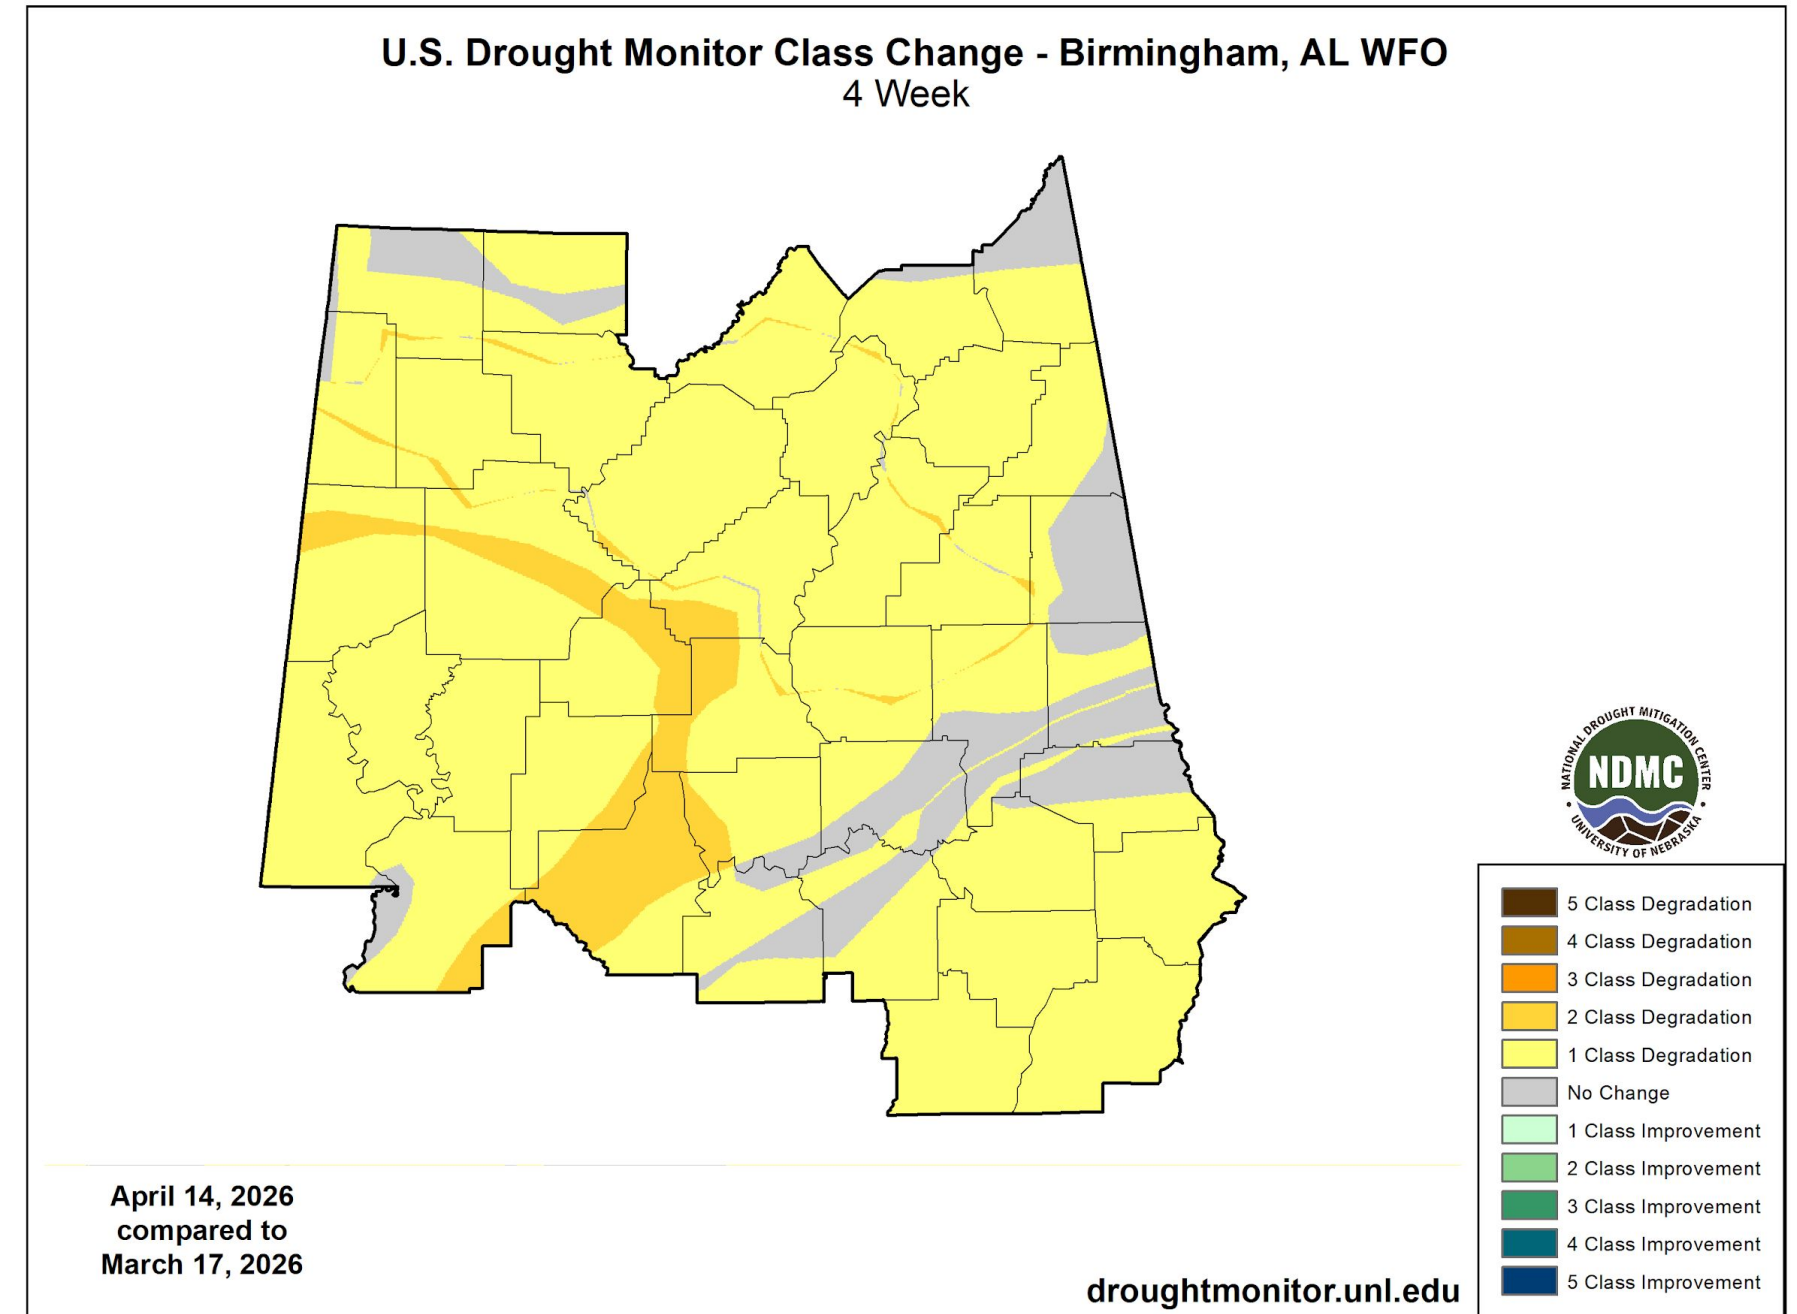 U.S. Drought Monitor Class Change - Birmingham, AL WFO
4 Week
NATIONAL DROUGHT MITIGATION CENTER
NDMC
UNIVERSITY OF NEBRASKA
5 Class Degradation
4 Class Degradation
3 Class Degradation
2 Class Degradation
1 Class Degradation
No Change
1 Class Improvement
2 Class Improvement
3 Class Improvement
4 Class Improvement
5 Class Improvement
April 14, 2026
compared to
March 17, 2026
droughtmonitor.unl.edu